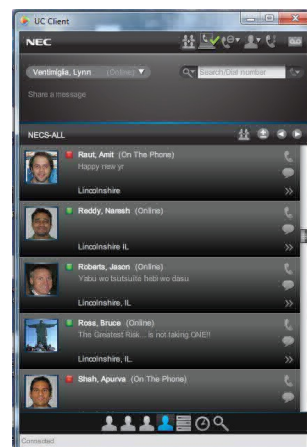 UC Client
NEC
Ventimiglia, Lynn (Online)
Search/Dial number
Share a message
NECS-ALL
Raut, Amit (On The Phone)
Happy new yr
Lincolnshire
Reddy, Naresh (Online)
Lincolnshire IL
Roberts, Jason (Online)
Yabu wo tsutsuite hebi wo dasu
Lincolnshire, IL.
Ross, Bruce (Online)
The Greatest Risk... is not taking ONE!!
Lincolnshire, IL.
Shah, Apurva (On The Phone)
Connected